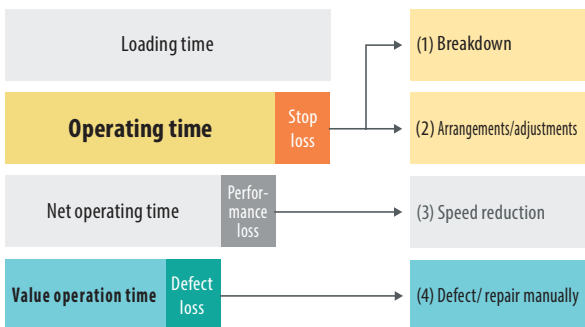 Loading time
(1) Breakdown
Operating time
Stop
loss
(2) Arrangements/adjustments
Net operating time
Perfor-
mance
loss
(3) Speed reduction
Value operation time
Defect
loss
(4) Defect/ repair manually